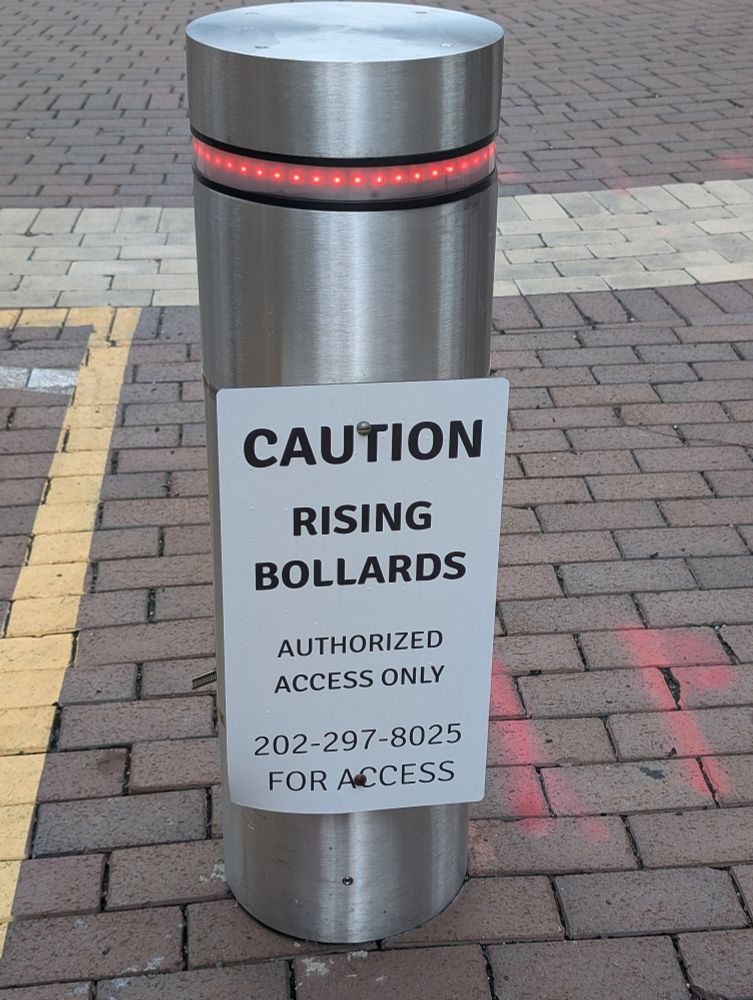 CAUTION
RISING
BOLLARDS
AUTHORIZED
ACCESS ONLY
202-297-8025
FOR ACCESS